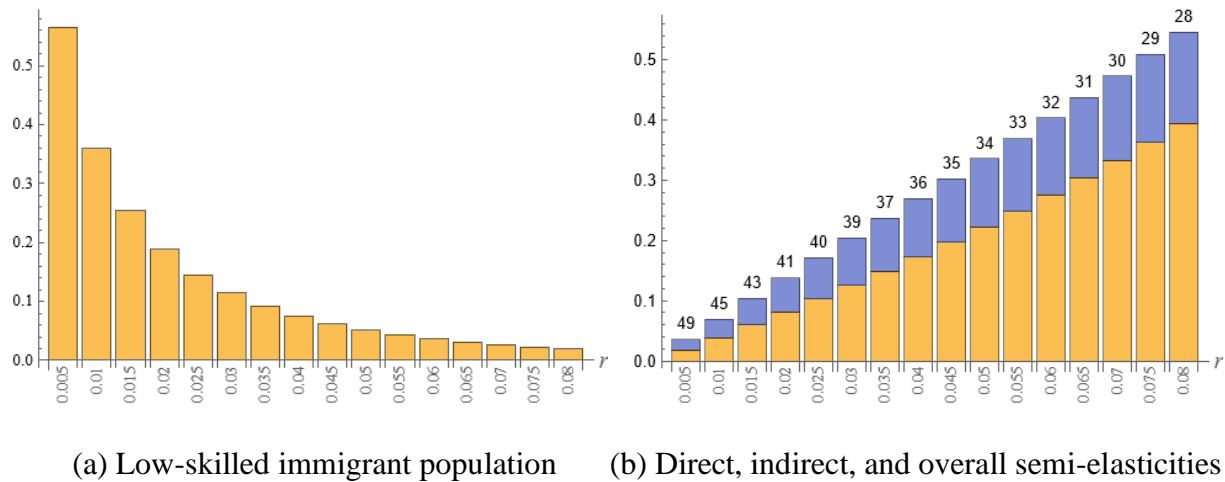 0.5
0.4
0.3
0.2
0.1
0.0
0.005 0.01 0.015 0.02 0.025 0.03 0.035 0.04 0.045 0.05 0.055 0.06 0.065 0.07 0.075 0.08 r
(a) Low-skilled immigrant population
49 45 43 41 40 39 37 36 35 34 33 32 31 30 29 28
0.5
0.4
0.3
0.2
0.1
0.0
0.005 0.01 0.015 0.02 0.025 0.03 0.035 0.04 0.045 0.05 0.055 0.06 0.065 0.07 0.075 0.08 r
(b) Direct, indirect, and overall semi-elasticities